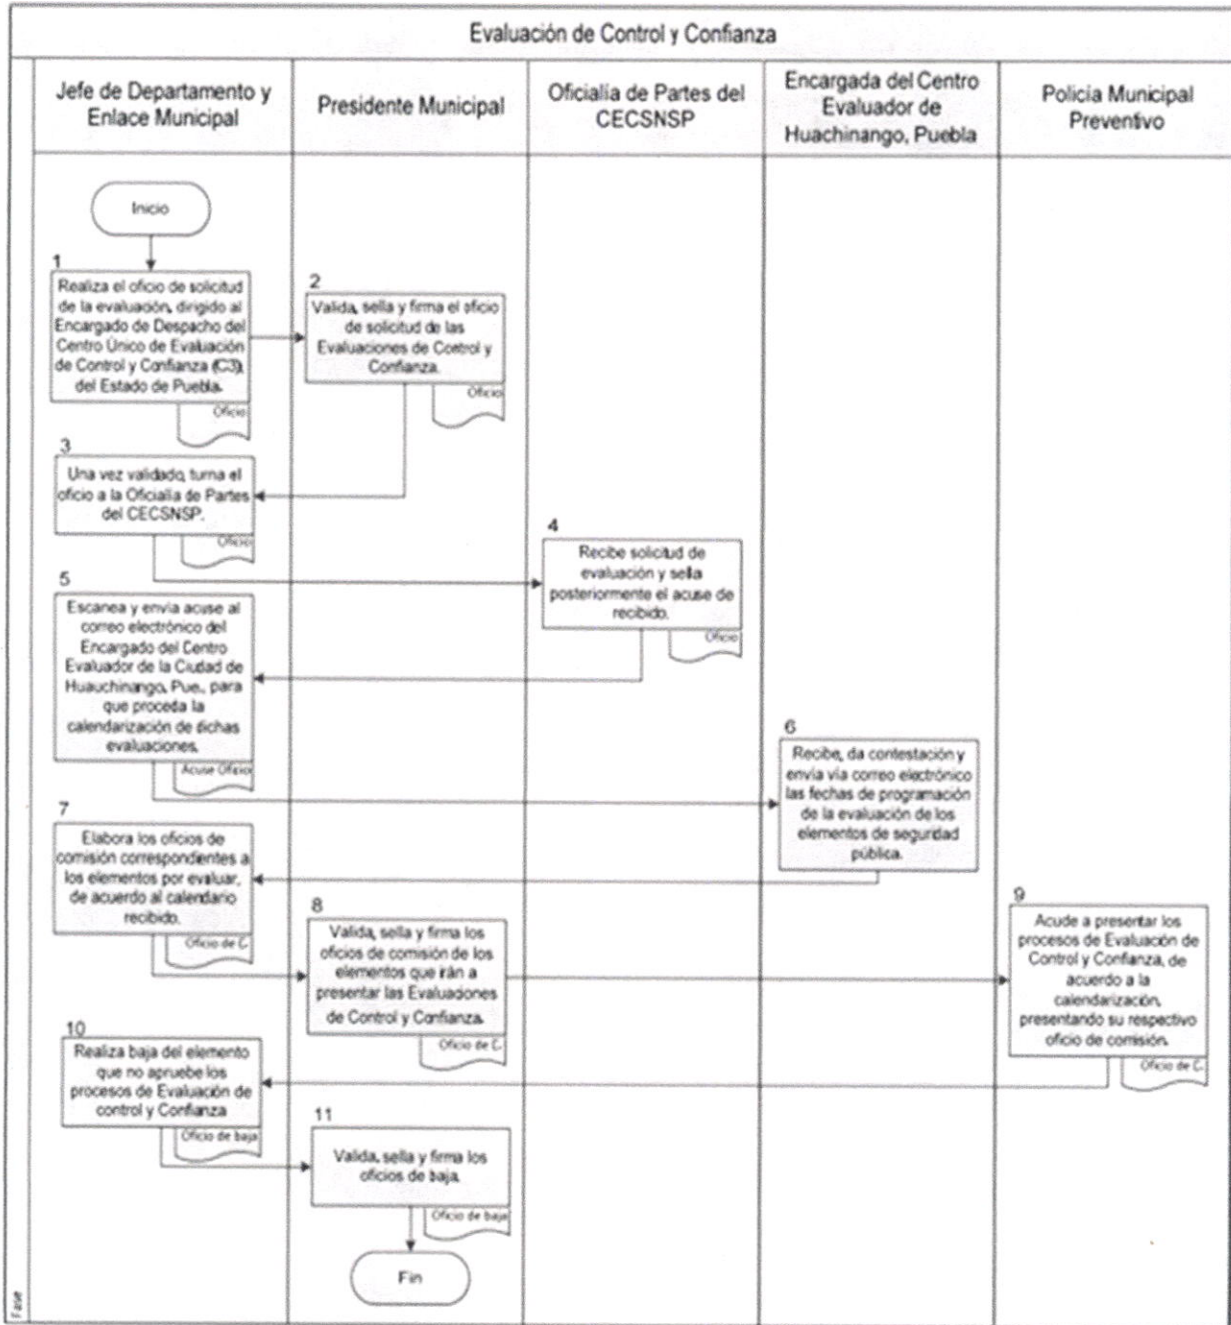 Evaluación de Control y Confianza
Jefe de Departamento y
Enlace Municipal
Presidente Municipal
Oficialía de Partes del
CECSNSP
Encargada del Centro
Evaluador de
Huachinango, Puebla
Policía Municipal
Preventivo
Inicio
1
Realiza el oficio de solicitud
de la evaluación, dirigido al
Encargado de Despacho del
Centro Único de Evaluación
de Control y Confianza (C3),
del Estado de Puebla.
Oficio
2
Valida, sella y firma el oficio
de solicitud de las
Evaluaciones de Control y
Confianza.
Oficio
3
Una vez validado, turna el
oficio a la Oficialía de Partes
del CECSNSP.
Oficio
4
Recibe solicitud de
evaluación y sella
posteriormente el acuse de
recibido.
Oficio
5
Escanea y envía acuse al
correo electrónico del
Encargado del Centro
Evaluador de la Ciudad de
Huauchinango, Pue., para
que proceda la
calendarización de dichas
evaluaciones.
Acuse Oficio
6
Recibe, da contestación y
envía vía correo electrónico
las fechas de programación
de la evaluación de los
elementos de seguridad
pública.
7
Elabora los oficios de
comisión correspondientes a
los elementos por evaluar,
de acuerdo al calendario
recibido.
Oficio de C.
8
Valida, sella y firma los
oficios de comisión de los
elementos que irán a
presentar las Evaluaciones
de Control y Confianza.
Oficio de C.
9
Acude a presentar los
procesos de Evaluación de
Control y Confianza, de
acuerdo a la
calendarización,
presentando su respectivo
oficio de comisión.
Oficio de C.
10
Realiza baja del elemento
que no apruebe los
procesos de Evaluación de
control y Confianza
Oficio de baja
11
Valida, sella y firma los
oficios de baja.
Oficio de baja
Fin
Fase